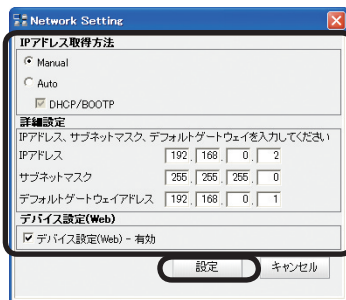 Network Setting
IPアドレス取得方法
Manual
Auto
DHCP/BOOTP
詳細設定
IPアドレス、サブネットマスク、デフォルトゲートウェイを入力してください
IPアドレス 192 . 168 . 0 . 2
サブネットマスク 255 . 255 . 255 . 0
デフォルトゲートウェイアドレス 192 . 168 . 0 . 1
デバイス設定(Web)
デバイス設定(Web) - 有効
設定 キャンセル